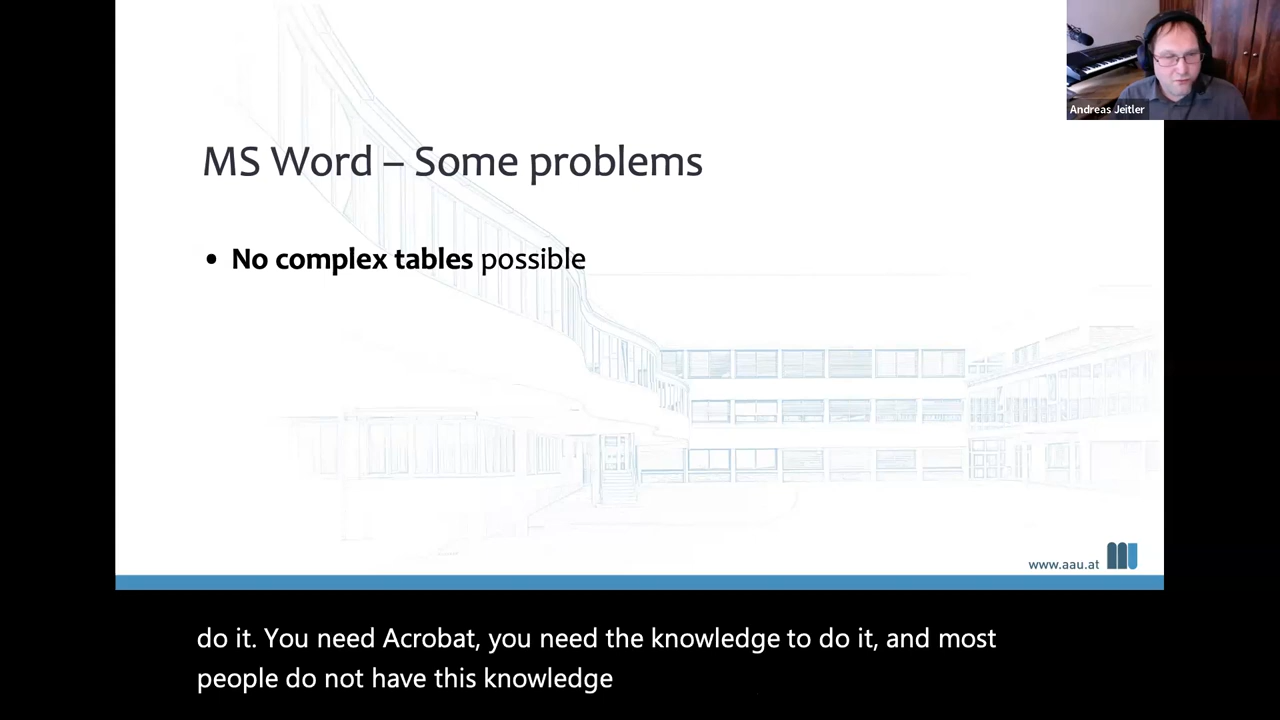 Andreas Jeitler
MS Word – Some problems
• No complex tables possible
www.aau.at
do it. You need Acrobat, you need the knowledge to do it, and most
people do not have this knowledge